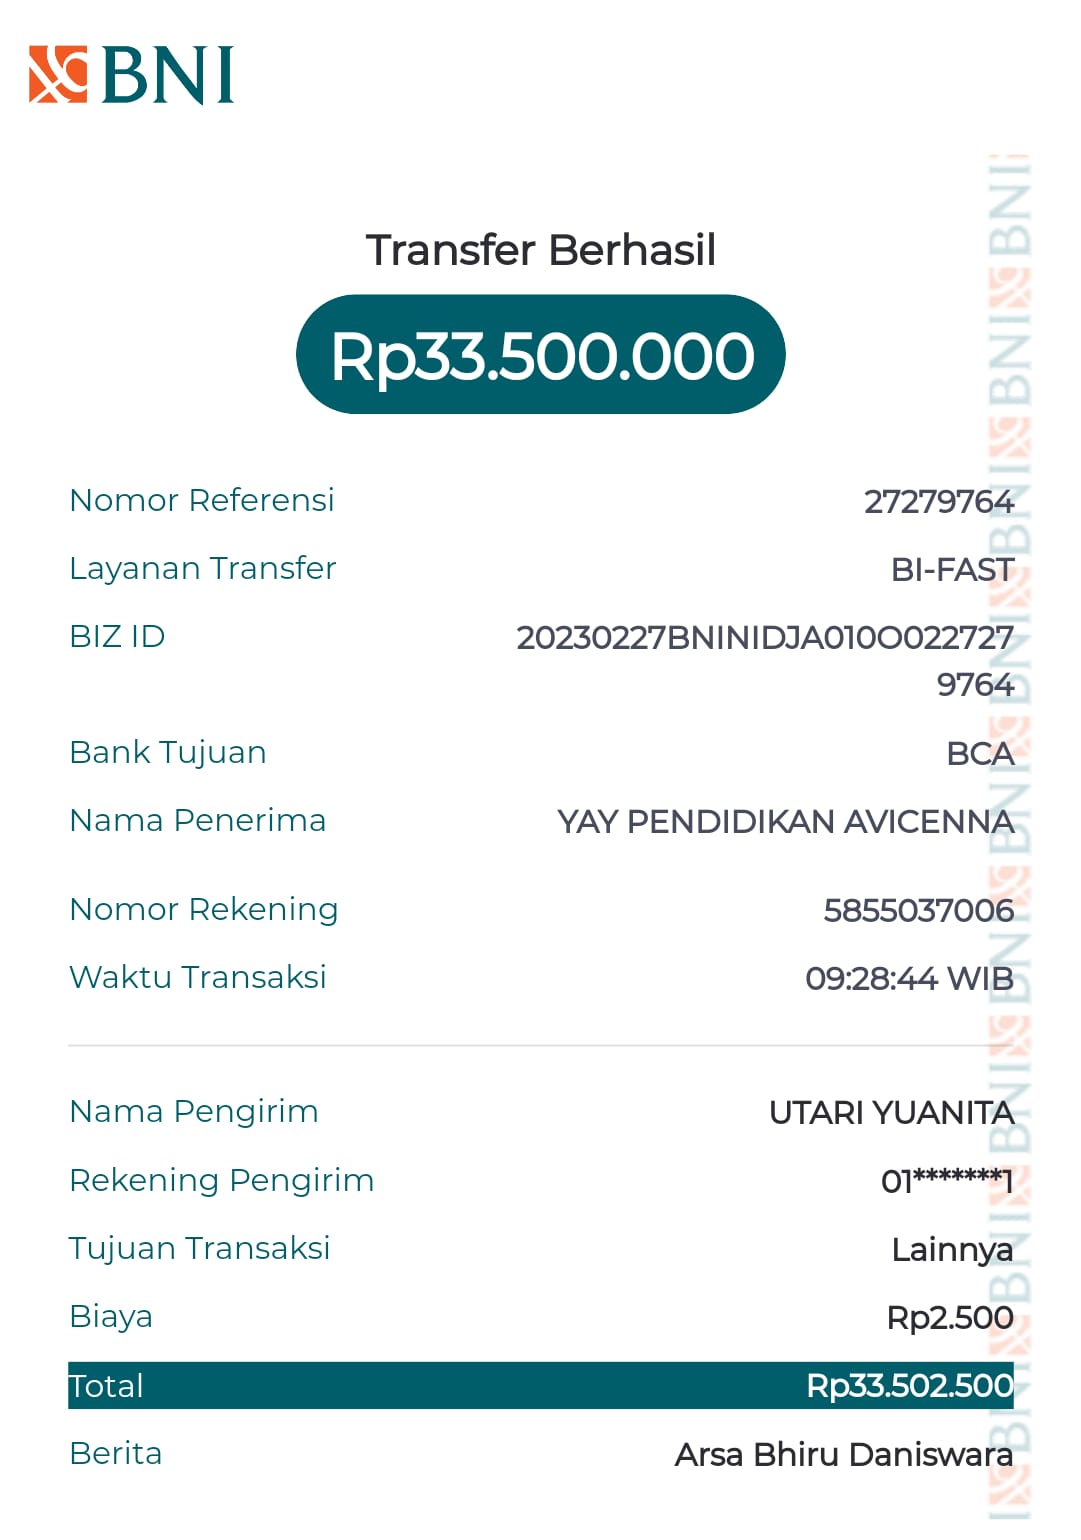 BNI
Transfer Berhasil
Rp33.500.000
Nomor Referensi 27279764
Layanan Transfer BI-FAST
BIZ ID 20230227BNINIDJA010O022727
9764
Bank Tujuan BCA
Nama Penerima YAY PENDIDIKAN AVICENNA
Nomor Rekening 5855037006
Waktu Transaksi 09:28:44 WIB
Nama Pengirim UTARI YUANITA
Rekening Pengirim 01*******1
Tujuan Transaksi Lainnya
Biaya Rp2.500
Total Rp33.502.500
Berita Arsa Bhiru Daniswara
BNI BNI BNI BNI BNI BNI BNI BNI BNI